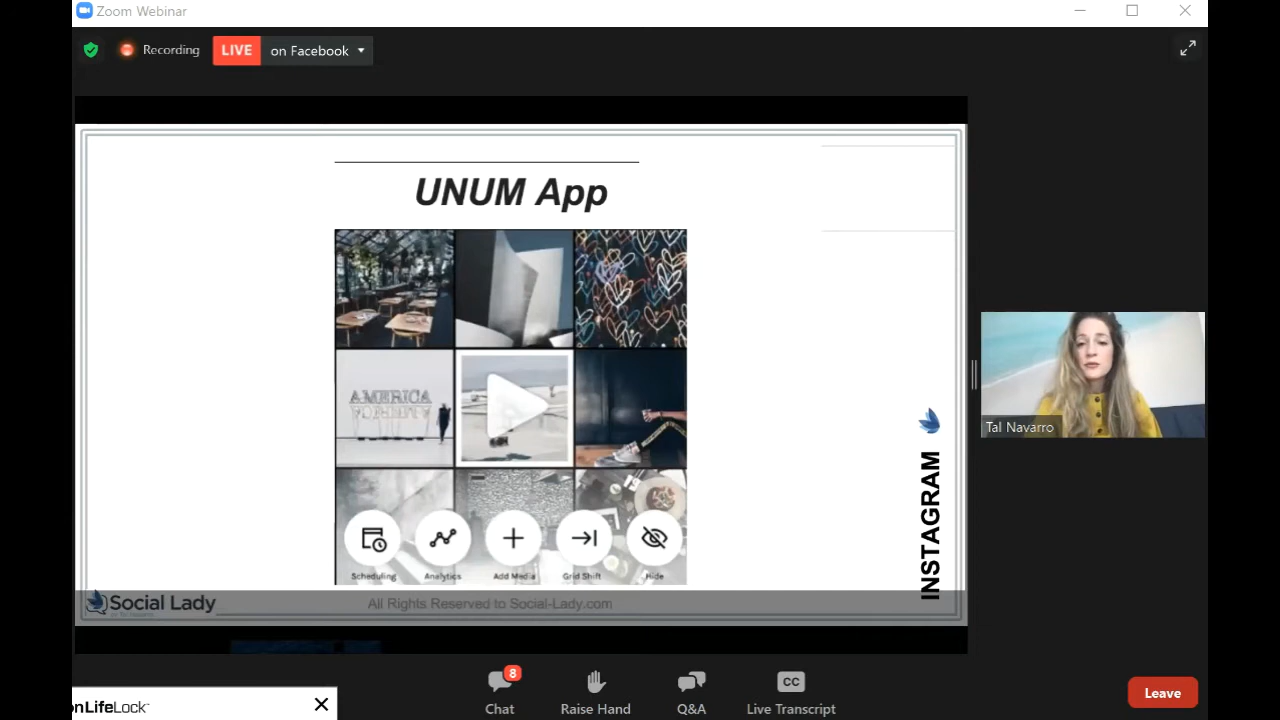 Zoom Webinar
Recording
LIVE
on Facebook
UNUM App
AMERICA
Scheduling
Analytics
Add Media
Grid Shift
Hide
INSTAGRAM
Social Lady
All Rights Reserved to Social-Lady.com
Tal Navarro
onLifeLock
8
Chat
Raise Hand
Q&A
CC
Live Transcript
Leave